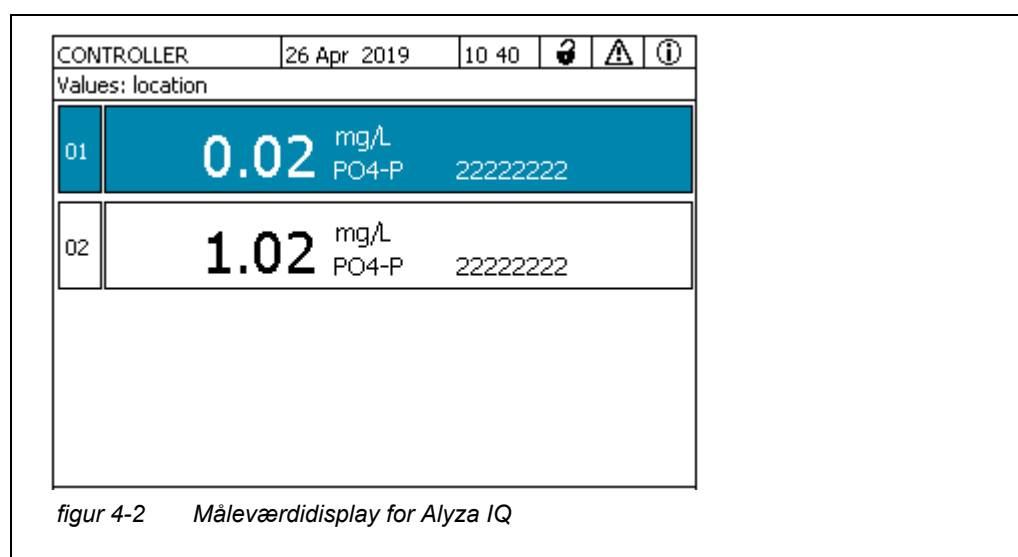 CONTROLLER 26 Apr 2019 10 40
Values: location
01 0.02 mg/L PO4-P 22222222
02 1.02 mg/L PO4-P 22222222
figur 4-2 Måleværdidisplay for Alyza IQ